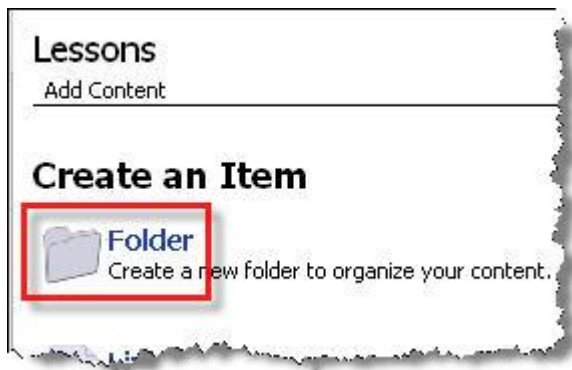 Lessons
Add Content
Create an Item
Folder
Create a new folder to organize your content.